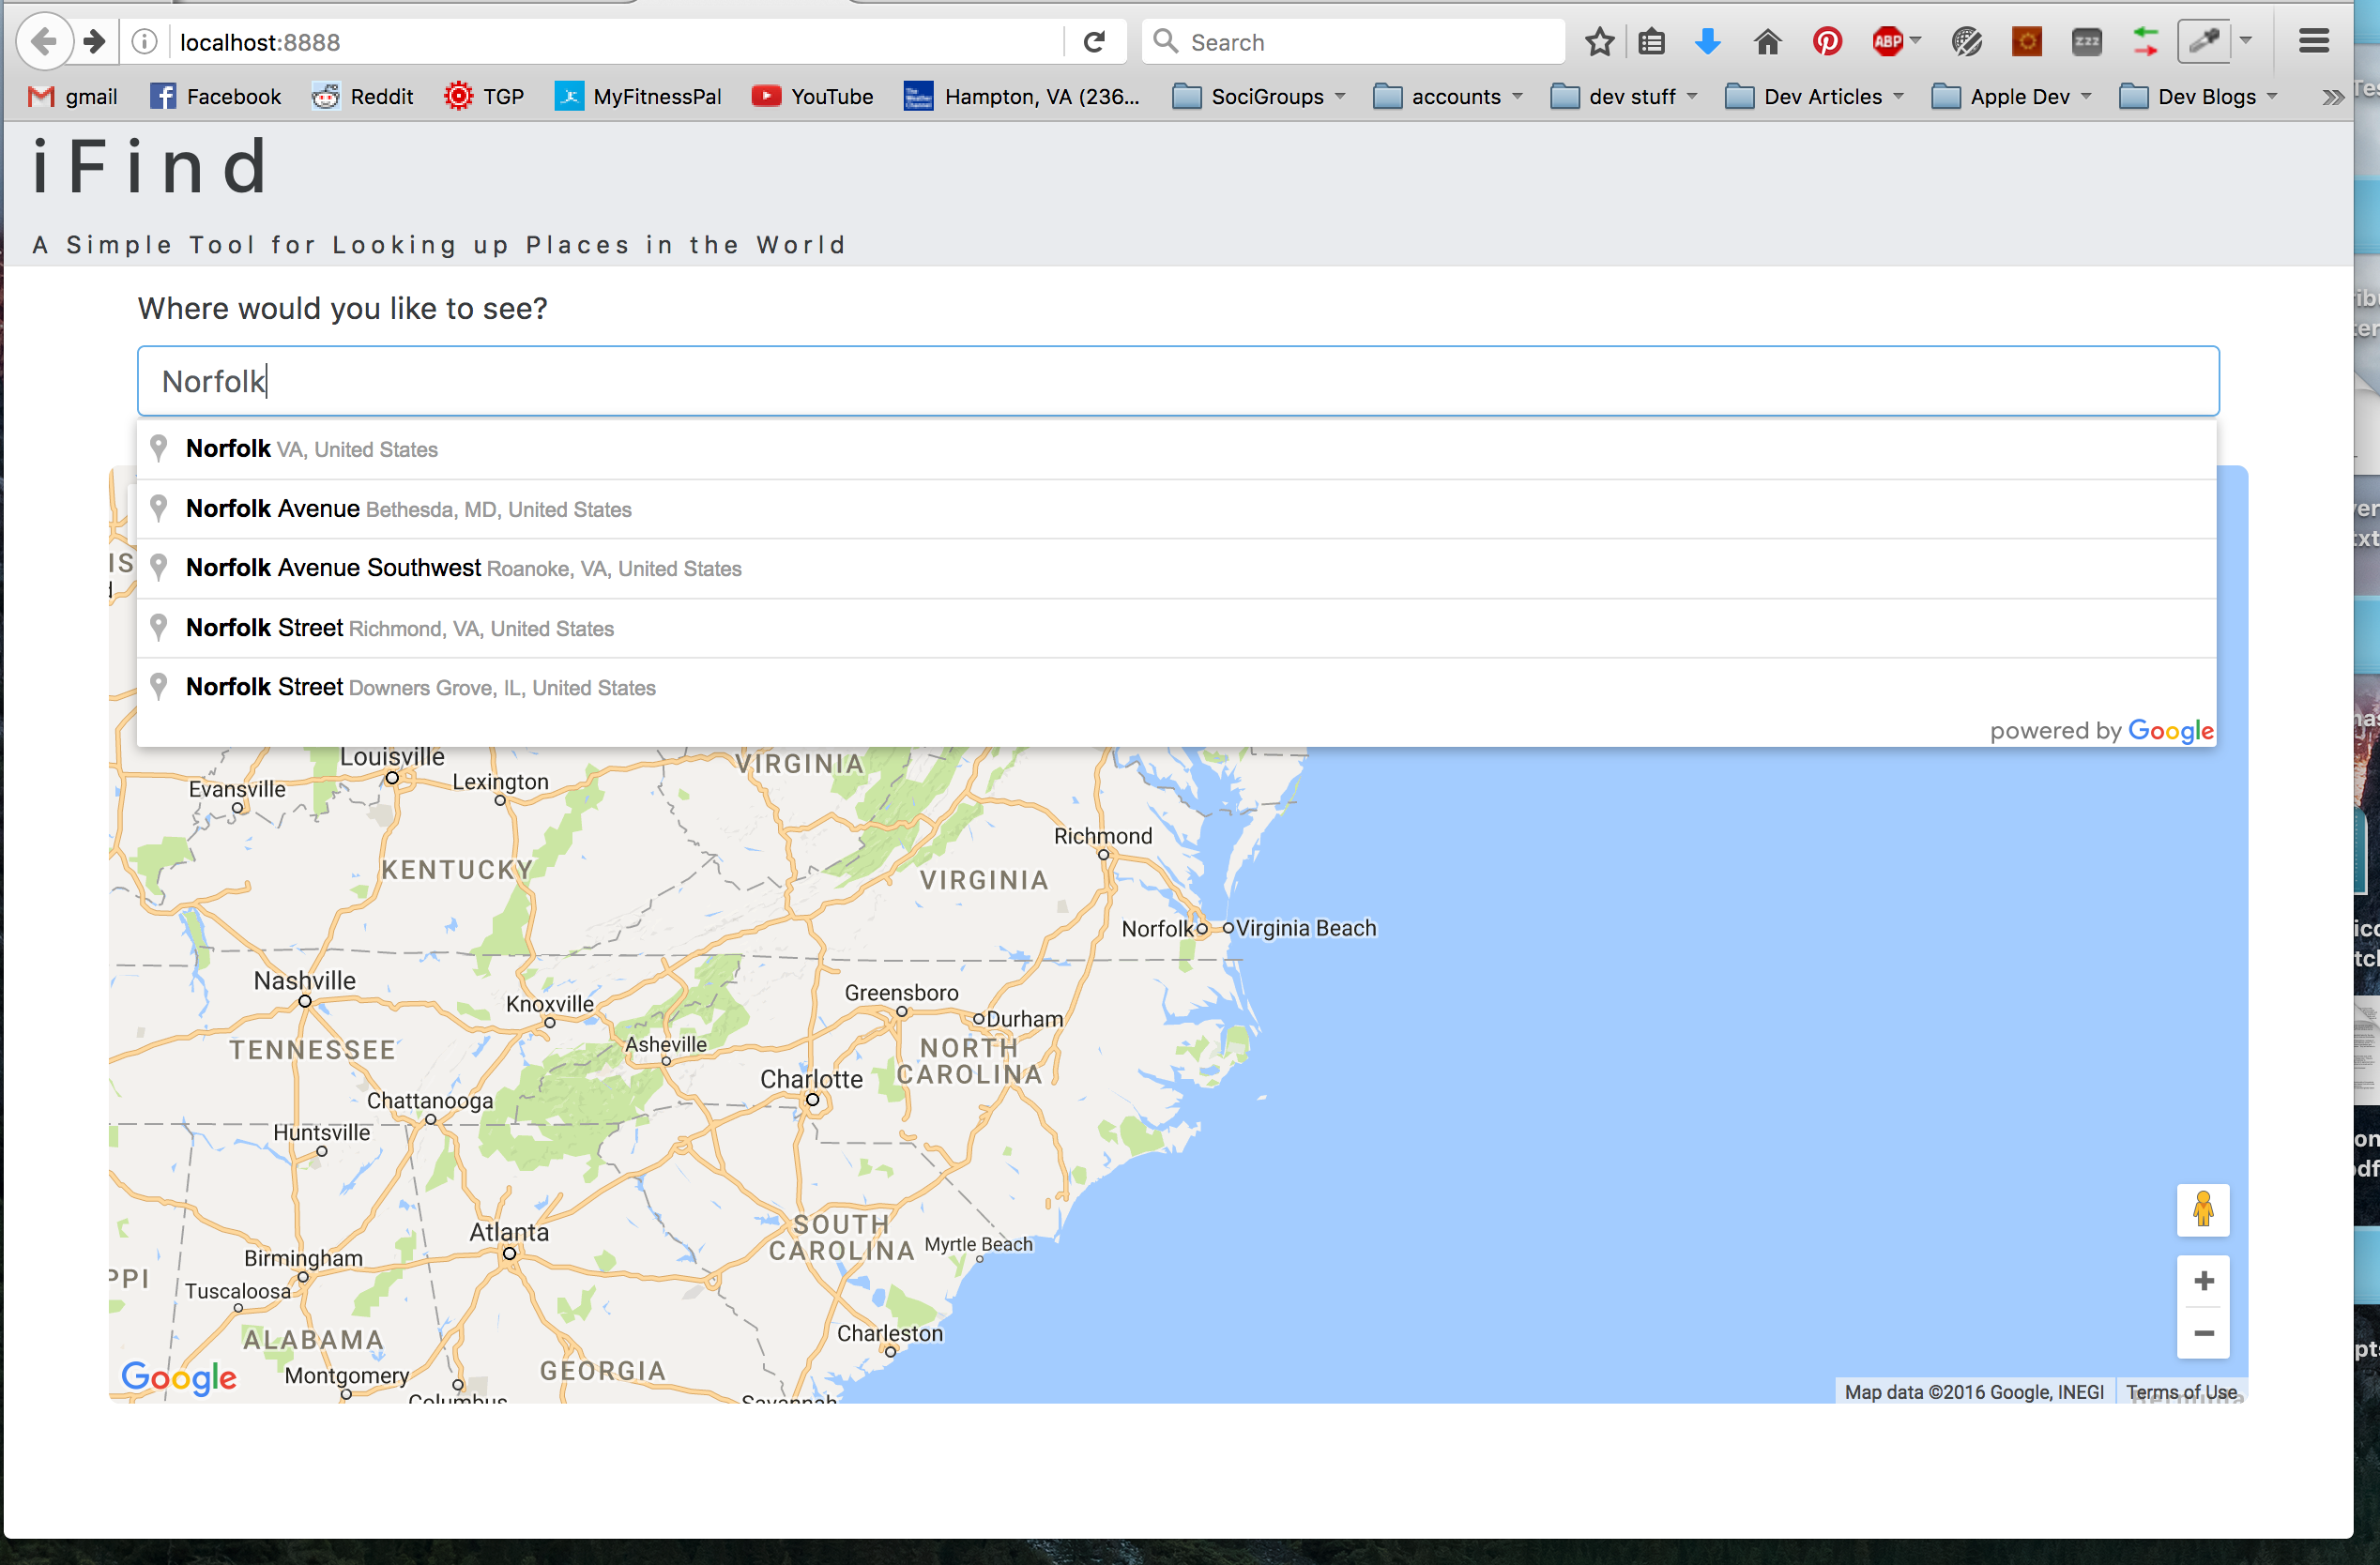 localhost:8888
Search
gmail Facebook Reddit TGP MyFitnessPal YouTube Hampton, VA (236... SociGroups accounts dev stuff Dev Articles Apple Dev Dev Blogs
iFind
A Simple Tool for Looking up Places in the World
Where would you like to see?
Norfolk
Norfolk VA, United States
Norfolk Avenue Bethesda, MD, United States
Norfolk Avenue Southwest Roanoke, VA, United States
Norfolk Street Richmond, VA, United States
Norfolk Street Downers Grove, IL, United States
powered by Google
Louisville
VIRGINIA
Lexington
Evansville
Richmond
KENTUCKY
VIRGINIA
Norfolk
Virginia Beach
Nashville
Knoxville
Greensboro
Durham
TENNESSEE
Asheville
NORTH
CAROLINA
Charlotte
Chattanooga
Huntsville
SOUTH
CAROLINA
Myrtle Beach
Atlanta
Birmingham
PPI
Tuscaloosa
ALABAMA
Charleston
GEORGIA
Montgomery
Columbus
Savannah
Google
Map data ©2016 Google, INEGI
Terms of Use
Bermuda